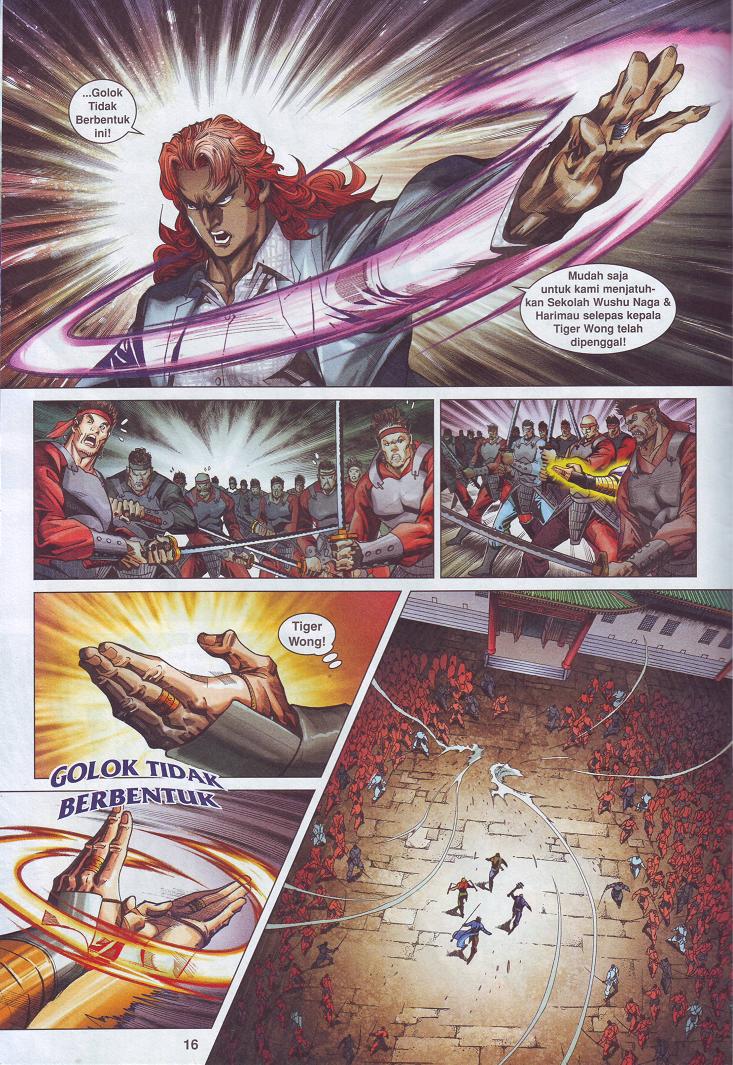 ...Golok
Tidak
Berbentuk
ini!
Mudah saja
untuk kami menjatuh-
kan Sekolah Wushu Naga &
Harimau selepas kepala
Tiger Wong telah
dipenggal!
Tiger
Wong!
GOLOK TIDAK
BERBENTUK
16